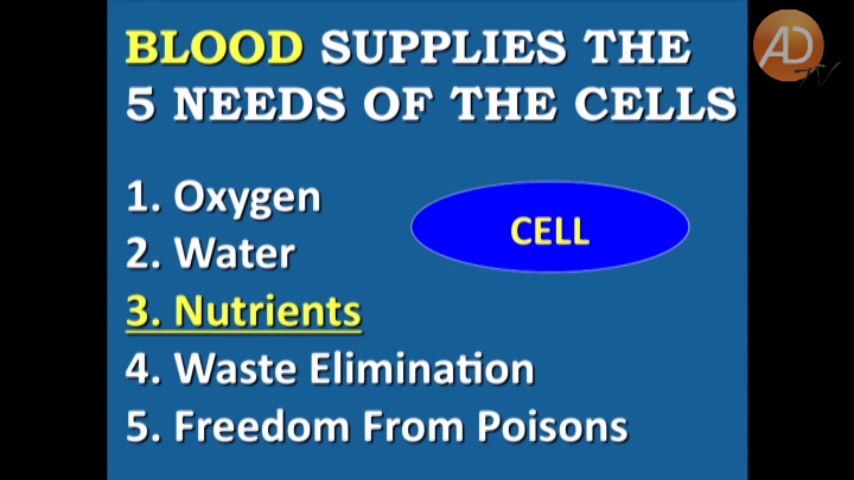 BLOOD SUPPLIES THE
5 NEEDS OF THE CELLS
1. Oxygen
2. Water
3. Nutrients
4. Waste Elimination
5. Freedom From Poisons
CELL
AD
TV